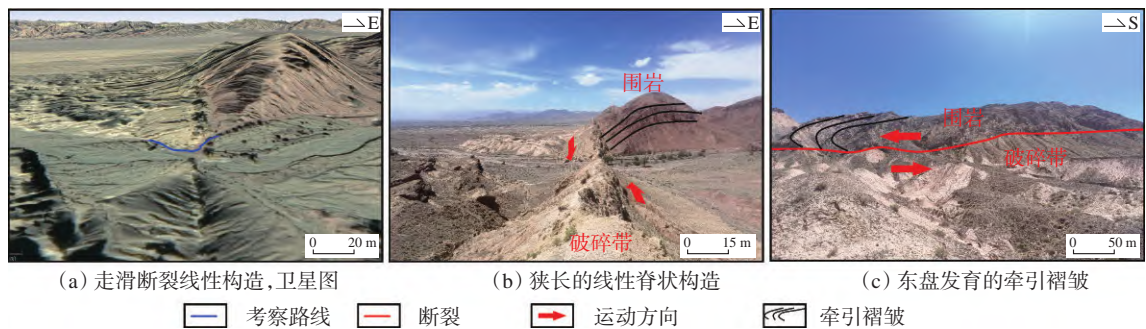 E
围岩
破碎带
0 20 m
E
0 15 m
S
围岩
破碎带
0 50 m
(a) 走滑断裂线性构造,卫星图
(b) 狭长的线性脊状构造
(c) 东盘发育的牵引褶皱
考察路线
断裂
运动方向
牵引褶皱